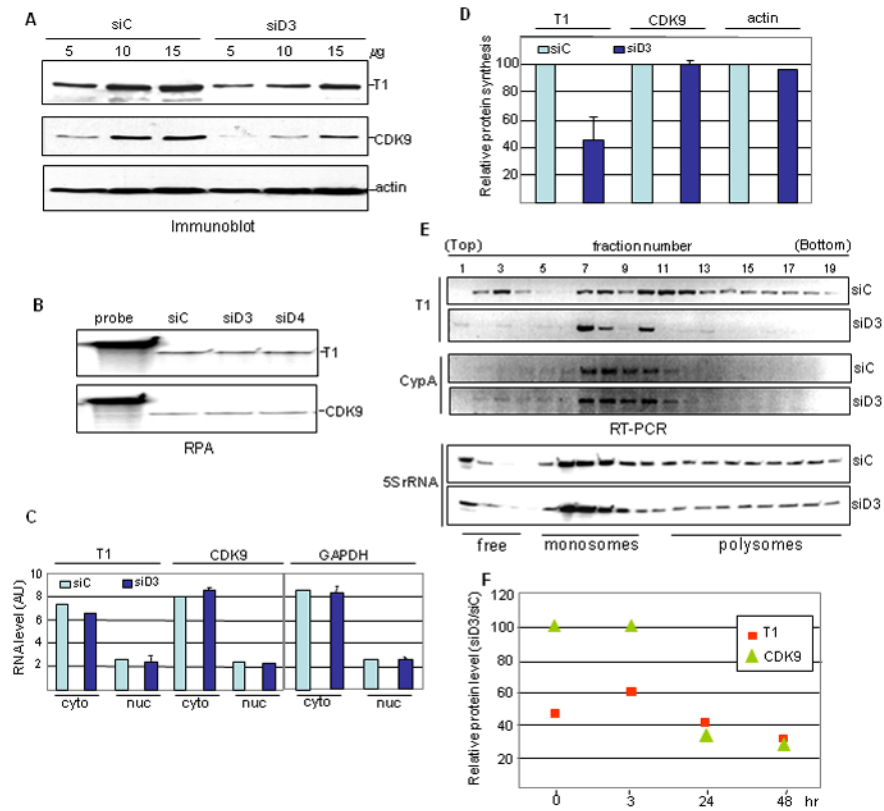 A
siC siD3
5 10 15 5 10 15 µg
T1
CDK9
actin
Immunoblot
B
probe siC siD3 siD4
T1
CDK9
RPA
C
T1 CDK9 GAPDH
siC siD3
RNA level (AU)
10
8
6
4
2
cyto nuc cyto nuc cyto nuc
D
T1 CDK9 actin
siC siD3
Relative protein synthesis
100
80
60
40
20
E
(Top) fraction number (Bottom)
1 3 5 7 9 11 13 15 17 19
T1
siC
siD3
CypA
siC
siD3
RT-PCR
5SrRNA
siC
siD3
free monosomes polysomes
F
Relative protein level (siD3/siC)
120
100
80
60
40
20
T1
CDK9
0 3 24 48 hr